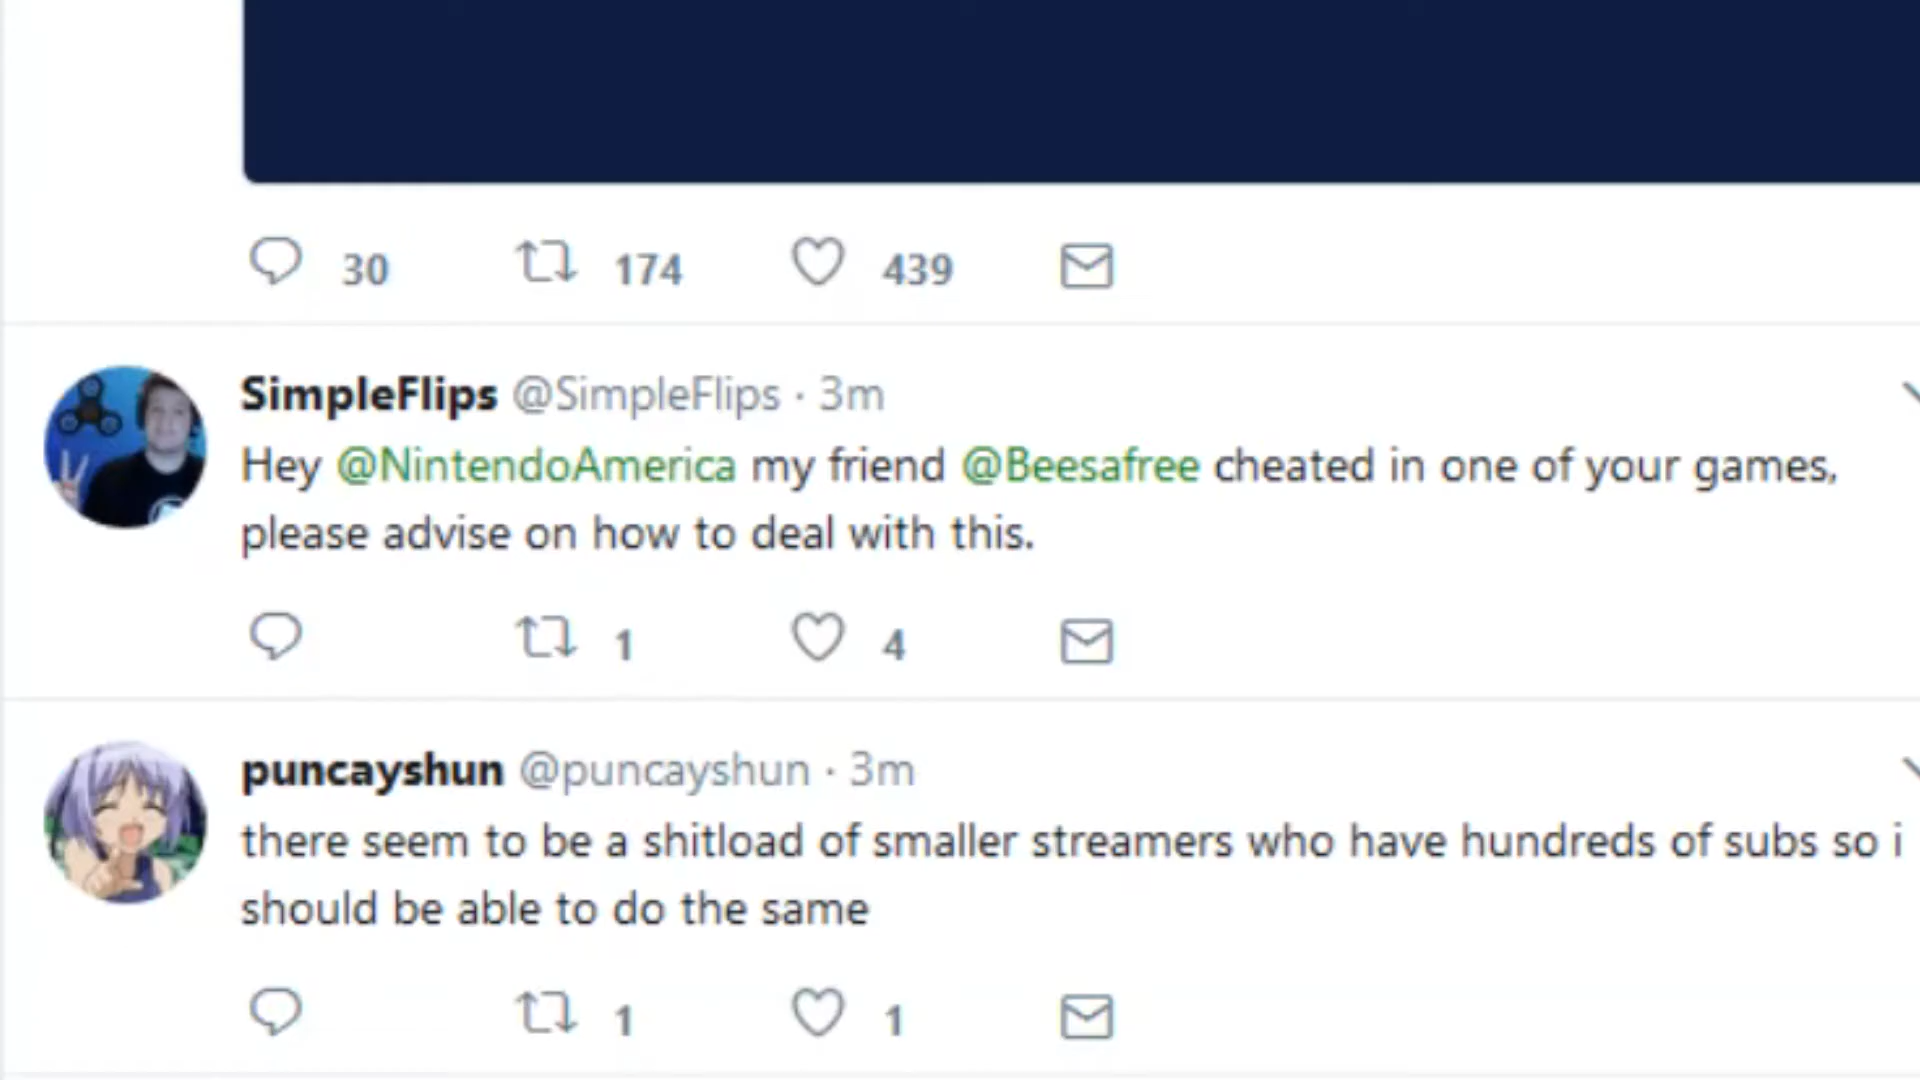 30 174 439
SimpleFlips @SimpleFlips · 3m
Hey @NintendoAmerica my friend @Beesafree cheated in one of your games,
please advise on how to deal with this.
1 4
puncayshun @puncayshun · 3m
there seem to be a shitload of smaller streamers who have hundreds of subs so i
should be able to do the same
1 1